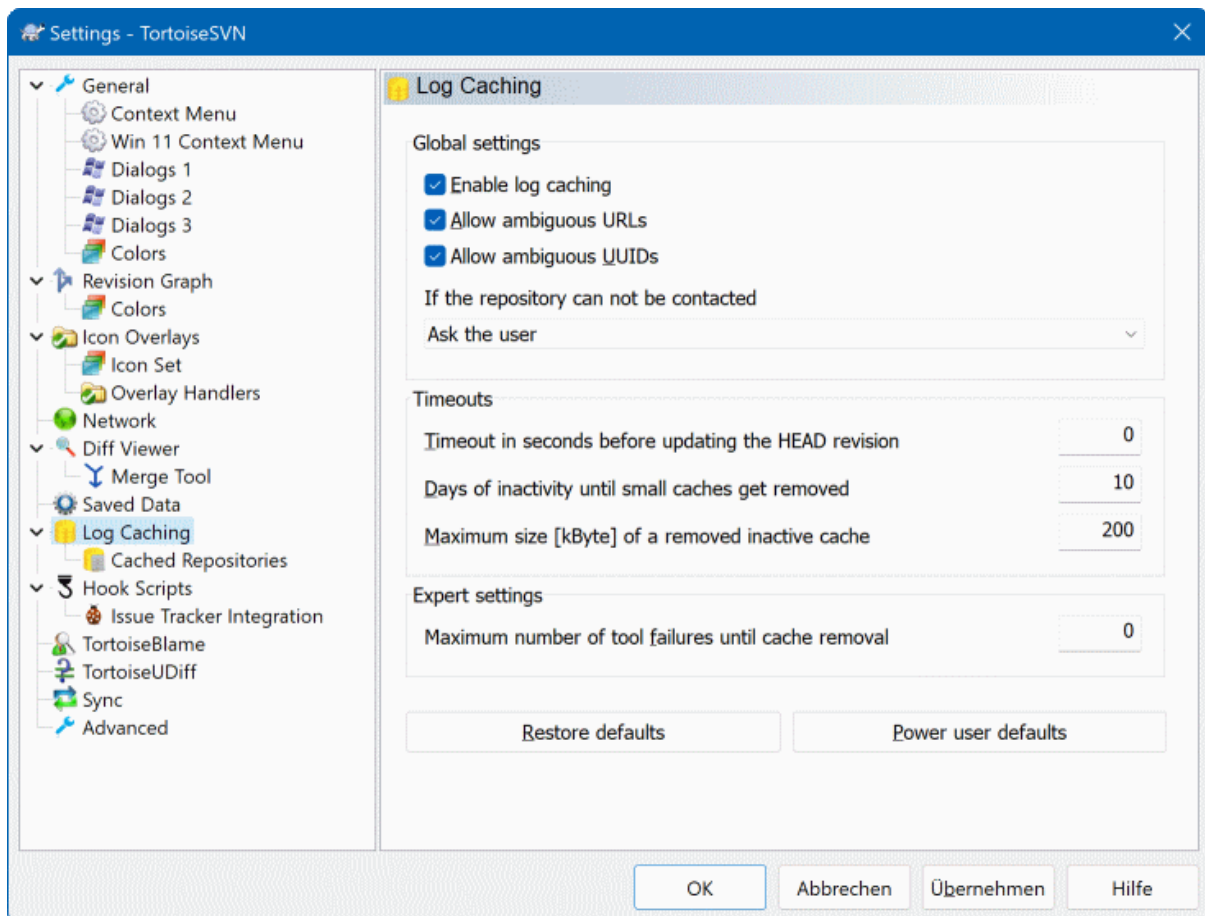 Settings - TortoiseSVN
General
Context Menu
Win 11 Context Menu
Dialogs 1
Dialogs 2
Dialogs 3
Colors
Revision Graph
Colors
Icon Overlays
Icon Set
Overlay Handlers
Network
Diff Viewer
Merge Tool
Saved Data
Log Caching
Cached Repositories
Hook Scripts
Issue Tracker Integration
TortoiseBlame
TortoiseUDiff
Sync
Advanced
Log Caching
Global settings
Enable log caching
Allow ambiguous URLs
Allow ambiguous UUIDs
If the repository can not be contacted
Ask the user
Timeouts
Timeout in seconds before updating the HEAD revision 0
Days of inactivity until small caches get removed 10
Maximum size [kByte] of a removed inactive cache 200
Expert settings
Maximum number of tool failures until cache removal 0
Restore defaults Power user defaults
OK Abbrechen Übernehmen Hilfe